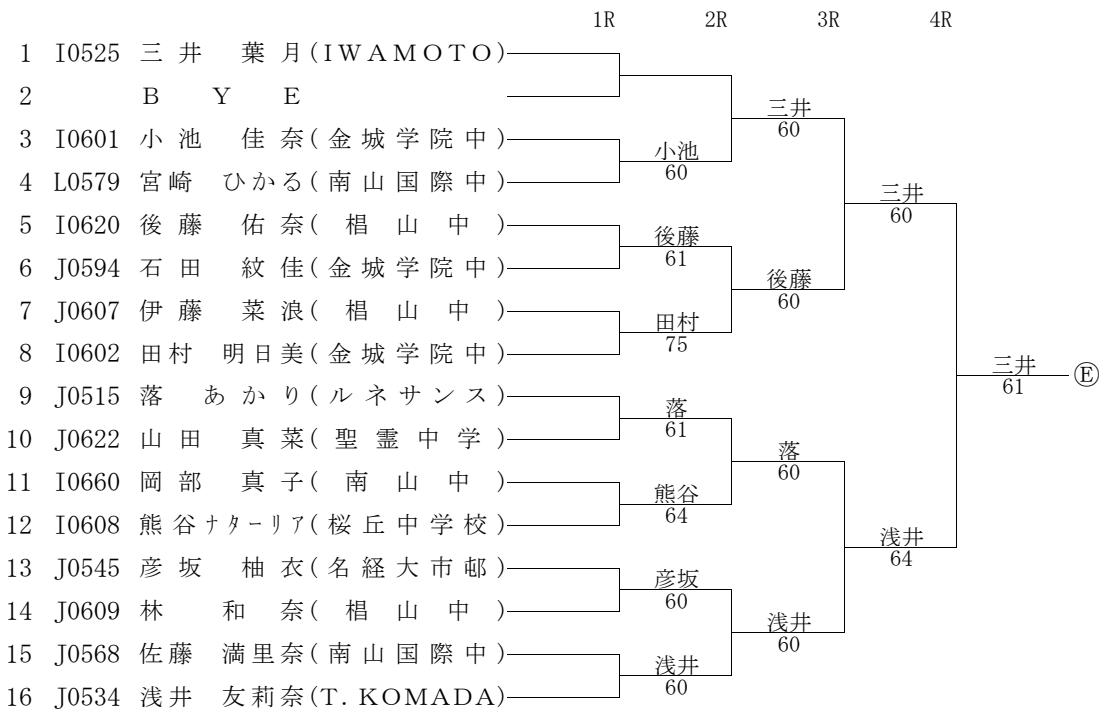 1R 2R 3R 4R
1 I0525 三井 葉月(IWAMOTO)
2 BYE
三井
60
3 I0601 小池 佳奈(金城学院中)
小池
60
4 L0579 宮崎 ひかる(南山国際中)
三井
60
5 I0620 後藤 佑奈(椙山中)
後藤
61
6 J0594 石田 紋佳(金城学院中)
後藤
60
7 J0607 伊藤 菜浪(椙山中)
田村
75
8 I0602 田村 明日美(金城学院中)
三井
61
Ⓔ
9 J0515 落 あかり(ルネサンス)
落
61
10 J0622 山田 真菜(聖霊中学)
落
60
11 I0660 岡部 真子(南山中)
熊谷
64
12 I0608 熊谷ナターリア(桜丘中学校)
浅井
64
13 J0545 彦坂 柚衣(名経大市邨)
彦坂
60
14 J0609 林 和奈(椙山中)
浅井
60
15 J0568 佐藤 満里奈(南山国際中)
浅井
60
16 J0534 浅井 友莉奈(T.KOMADA)